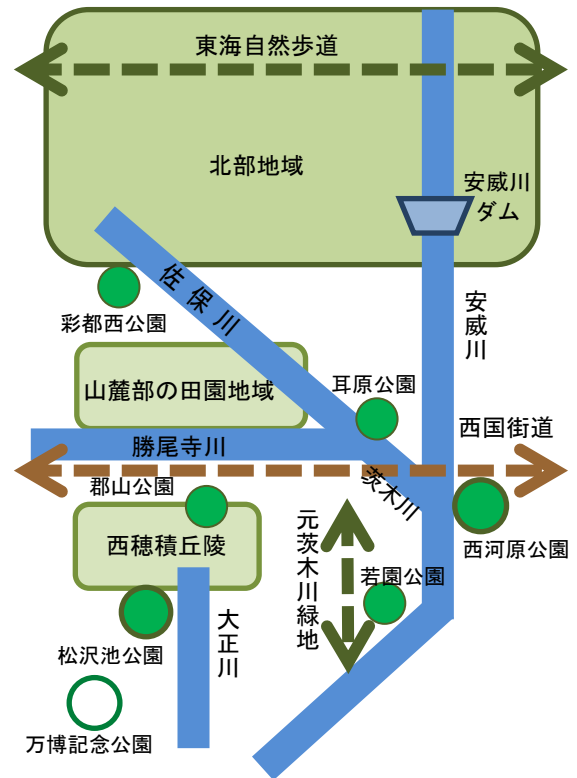 東海自然歩道
北部地域
安威川
ダム
佐保川
安威川
彩都西公園
山麓部の田園地域
耳原公園
西国街道
勝尾寺川
茨木川
郡山公園
西穂積丘陵
元茨木川緑地
西河原公園
若園公園
大正川
松沢池公園
万博記念公園